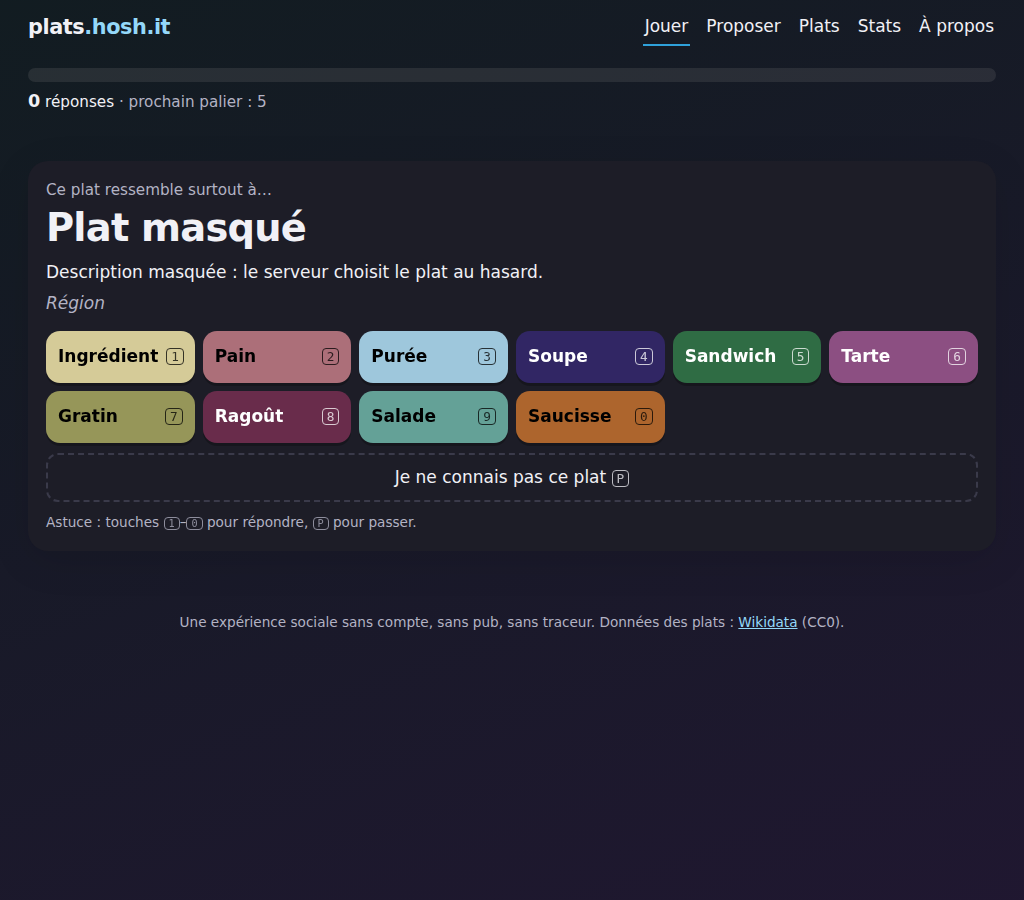 plats.hosh.it
Jouer Proposer Plats Stats À propos
0 réponses · prochain palier : 5
Ce plat ressemble surtout à…
Plat masqué
Description masquée : le serveur choisit le plat au hasard.
Région
Ingrédient 1 Pain 2 Purée 3 Soupe 4 Sandwich 5 Tarte 6
Gratin 7 Ragoût 8 Salade 9 Saucisse 0
Je ne connais pas ce plat P
Astuce : touches 1–0 pour répondre, P pour passer.
Une expérience sociale sans compte, sans pub, sans traceur. Données des plats : Wikidata (CC0).